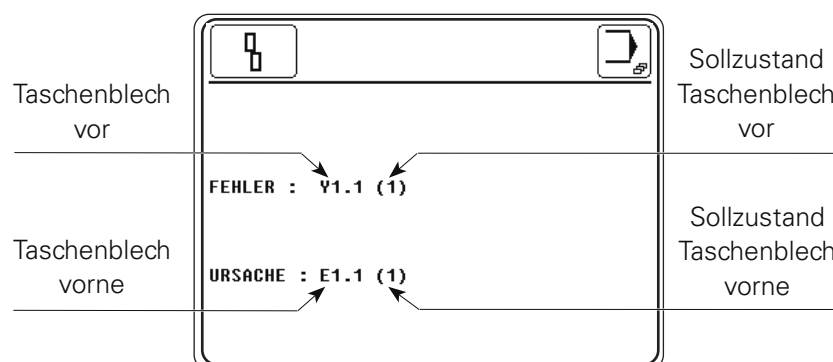 Taschenblech
vor
Sollzustand
Taschenblech
vor
FEHLER : Y1.1 (1)
Taschenblech
vorne
Sollzustand
Taschenblech
vorne
URSACHE : E1.1 (1)